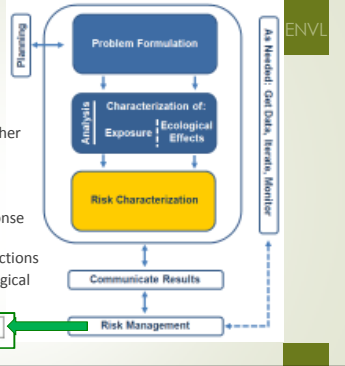 ENVL
Planning
Problem Formulation
As Needed: Get Data, Iterate, Monitor
Analysis
Characterization of:
Exposure
Ecological
Effects
her
Risk Characterization
onse
ctions
gical
Communicate Results
Risk Management